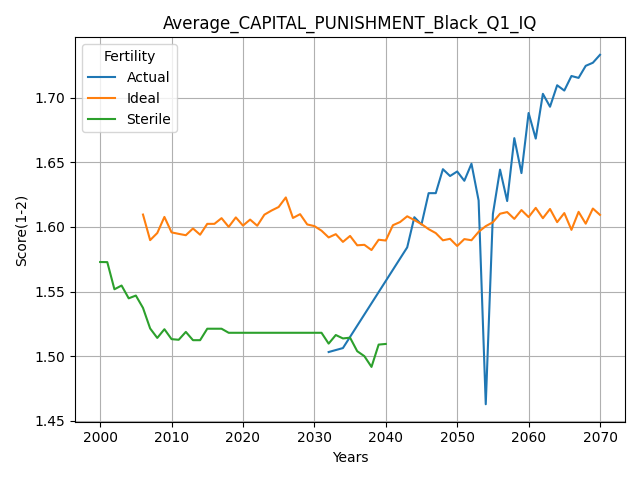 Average_CAPITAL_PUNISHMENT_Black_Q1_IQ
Fertility
Actual
Ideal
Sterile
Score(1-2)
1.70
1.65
1.60
1.55
1.50
1.45
2000 2010 2020 2030 2040 2050 2060 2070
Years